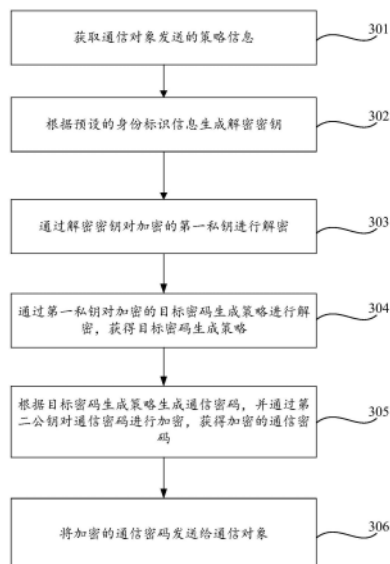 获取通信对象发送的策略信息
301
根据预设的身份标识信息生成解密密钥
302
通过解密密钥对加密的第一私钥进行解密
303
通过第一私钥对加密的目标密码生成策略进行解
密，获得目标密码生成策略
304
根据目标密码生成策略生成通信密码，并通过第
二公钥对通信密码进行加密，获得加密的通信密
码
305
将加密的通信密码发送给通信对象
306